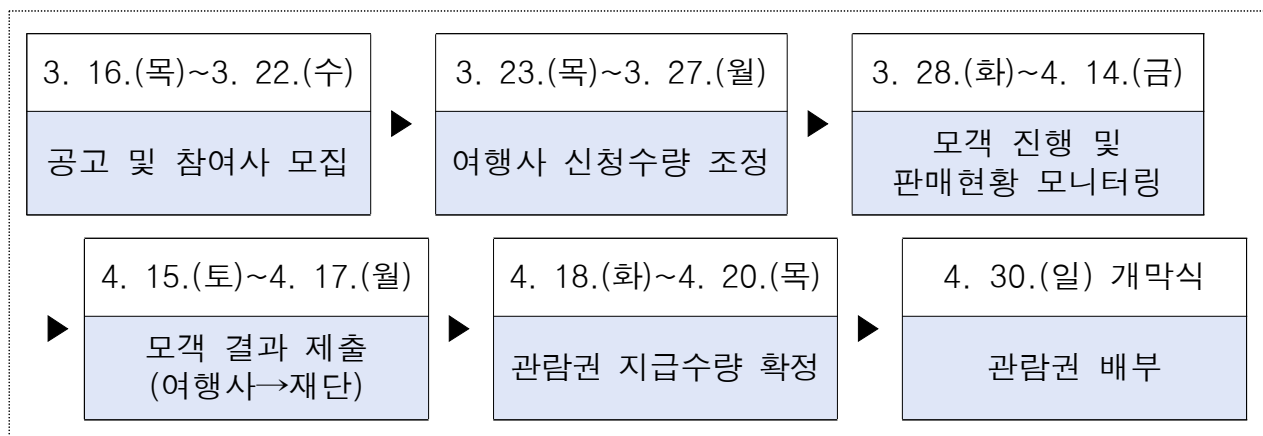 3. 16.(목)~3. 22.(수)
공고 및 참여사 모집
▶
3. 23.(목)~3. 27.(월)
여행사 신청수량 조정
▶
3. 28.(화)~4. 14.(금)
모객 진행 및
판매현황 모니터링
▶
4. 15.(토)~4. 17.(월)
모객 결과 제출
(여행사→재단)
▶
4. 18.(화)~4. 20.(목)
관람권 지급수량 확정
▶
4. 30.(일) 개막식
관람권 배부